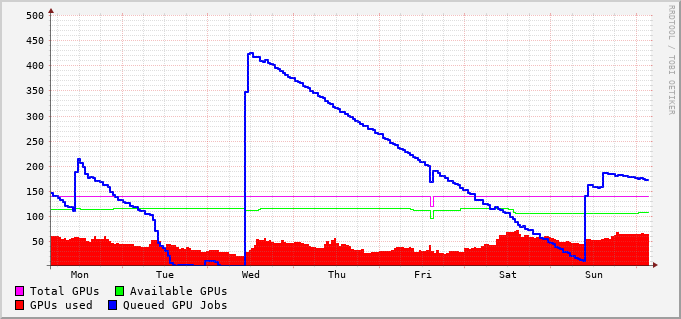 500
450
400
350
300
250
200
150
100
50
Mon Tue Wed Thu Fri Sat Sun
Total GPUs Available GPUs
GPUs used Queued GPU Jobs
RRDTOOL / TOBI OETIKER